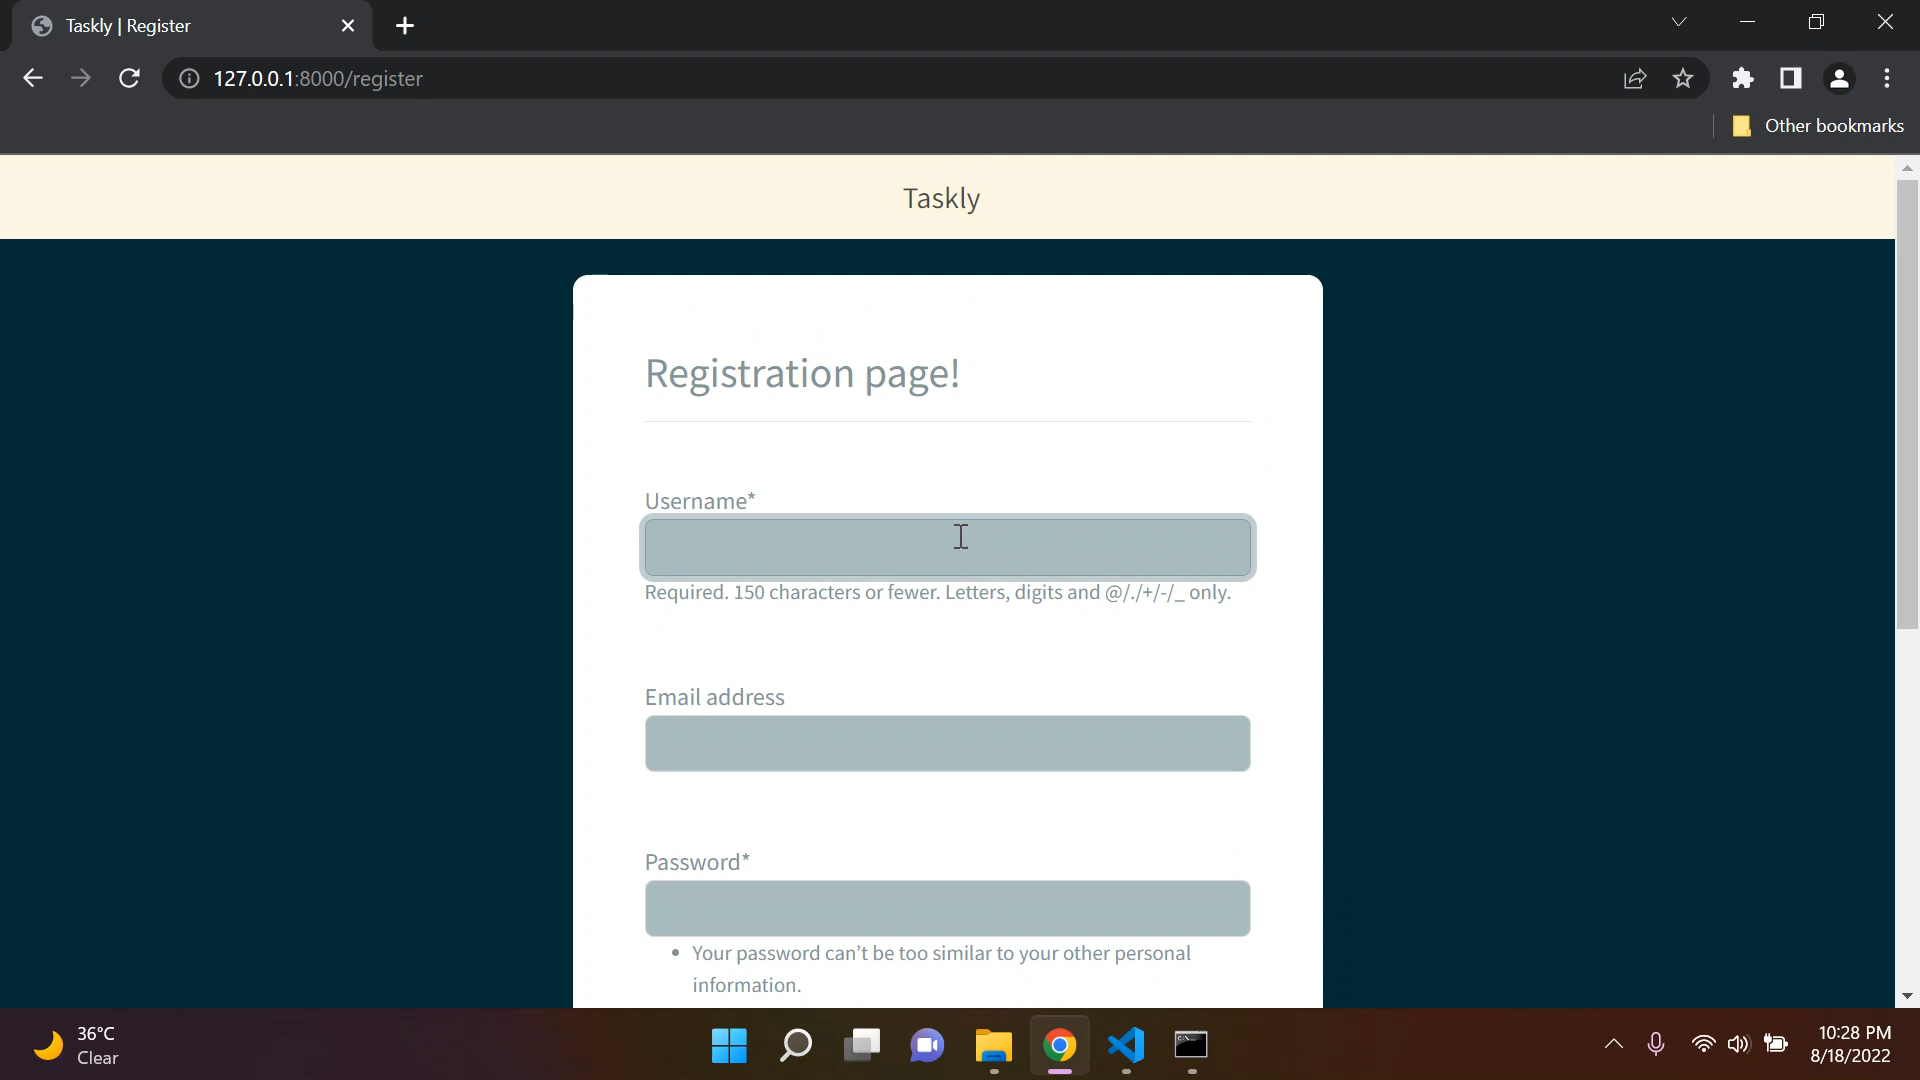 Taskly | Register
127.0.0.1:8000/register
Other bookmarks
Taskly
Registration page!
Username*
Required. 150 characters or fewer. Letters, digits and @/./+/-/_ only.
Email address
Password*
Your password can’t be too similar to your other personal
information.
36°C
Clear
10:28 PM
8/18/2022